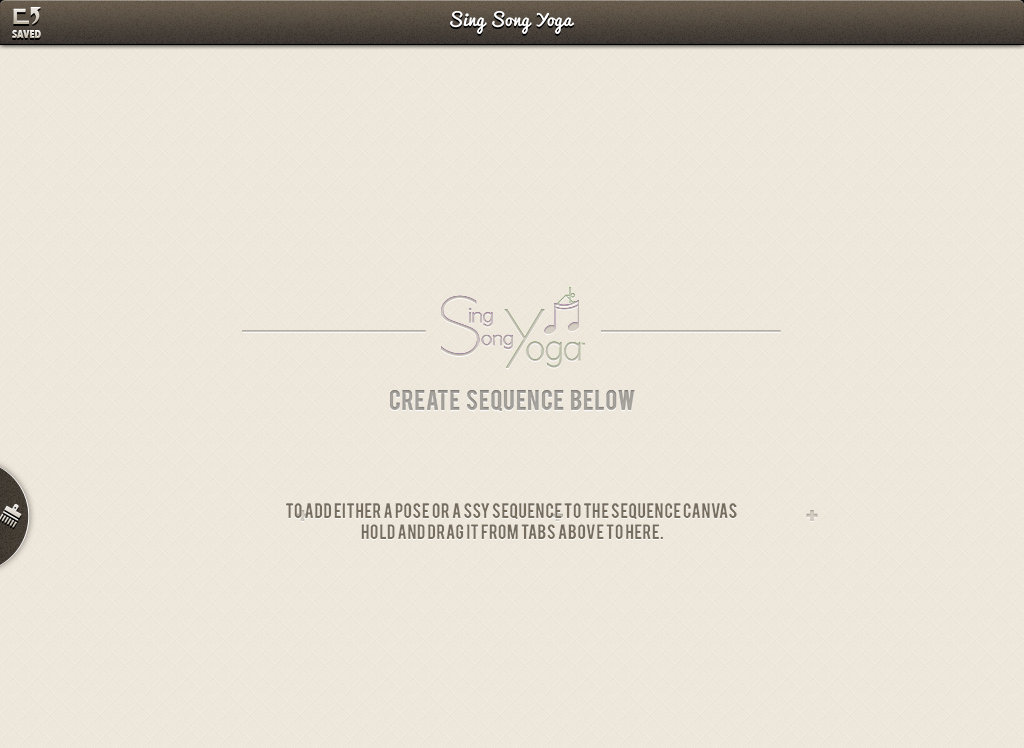 SAVED
Sing Song Yoga
Sing
Song Yoga
CREATE SEQUENCE BELOW
TO ADD EITHER A POSE OR A SSY SEQUENCE TO THE SEQUENCE CANVAS
HOLD AND DRAG IT FROM TABS ABOVE TO HERE.